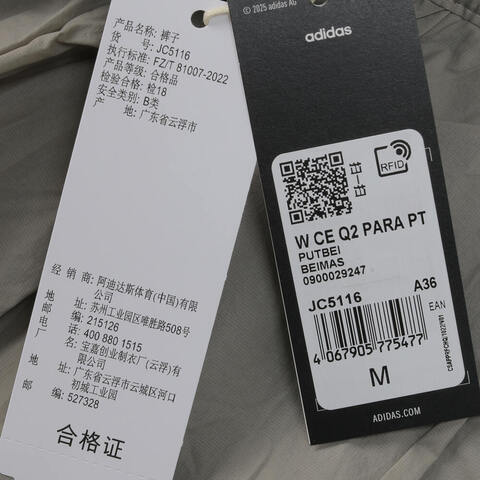 产品名称: 裤子
货 号: JC5116
执行标准: FZ/T 81007-2022
产品等级: 合格品
检验合格: 检18
安全类别: B类
产 地: 广东省云浮市
经 销 商: 阿迪达斯体育(中国)有限
公司
地 址: 苏州工业园区唯胜路508号
邮 编: 215126
电 话: 400 880 1515
厂 名: 宝嘉创业制衣厂(云浮)有
限公司
地 址: 广东省云浮市云城区河口
初城工业园
邮 编: 527328
合格证
© 2025 adidas AG
adidas
RFID
W CE Q2 PARA PT
PUTBEI
BEIMAS
0900029247
JC5116 A36
EAN
4 067905 775477
M
ADIDAS.COM